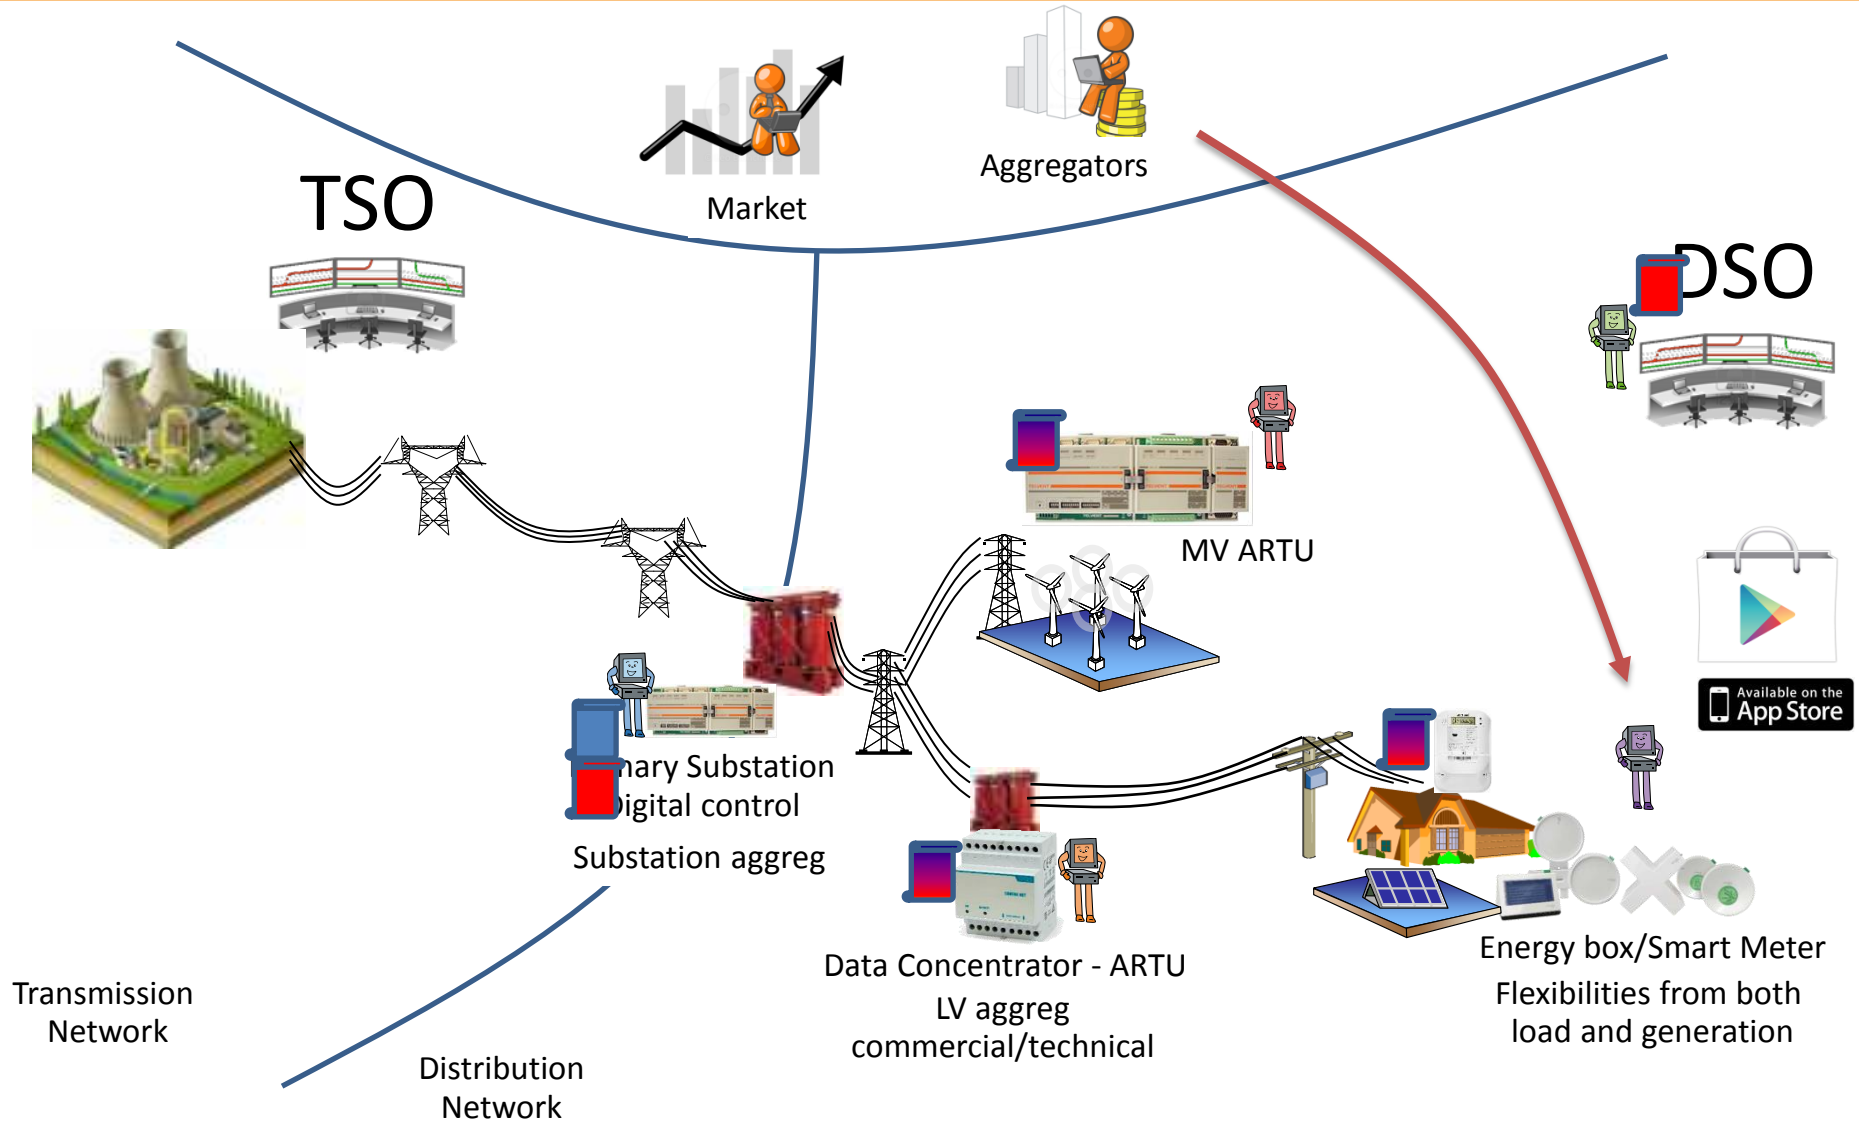 Market
Aggregators
TSO
DSO
MV ARTU
Available on the
App Store
nary Substation
igital control
Substation aggreg
Data Concentrator - ARTU
LV aggreg
commercial/technical
Energy box/Smart Meter
Flexibilities from both
load and generation
Transmission
Network
Distribution
Network